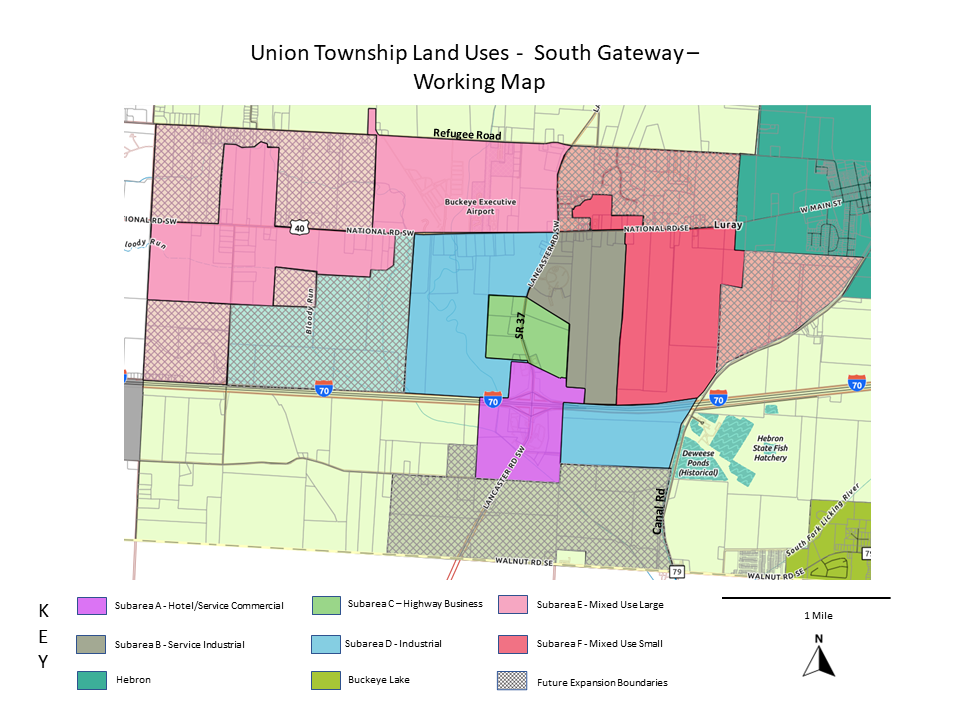 Union Township Land Uses - South Gateway –
Working Map
Refugee Road
Buckeye Executive
Airport
W MAIN ST
IONAL RD SW
40
NATIONAL RD SW
LANCASTER RD SW
NATIONAL RD SE
Luray
loody Run
Bloody Run
SR 37
70
70
70
70
Hebron
State Fish
Hatchery
Deweese
Ponds
(Historical)
LANCASTER RD SW
Canal Rd
South Fork Licking River
WALNUT RD SE
79
WALNUT RD SE
K
E
Y
Subarea A - Hotel/Service Commercial
Subarea C – Highway Business
Subarea E - Mixed Use Large
1 Mile
Subarea B - Service Industrial
Subarea D - Industrial
Subarea F - Mixed Use Small
N
Hebron
Buckeye Lake
Future Expansion Boundaries